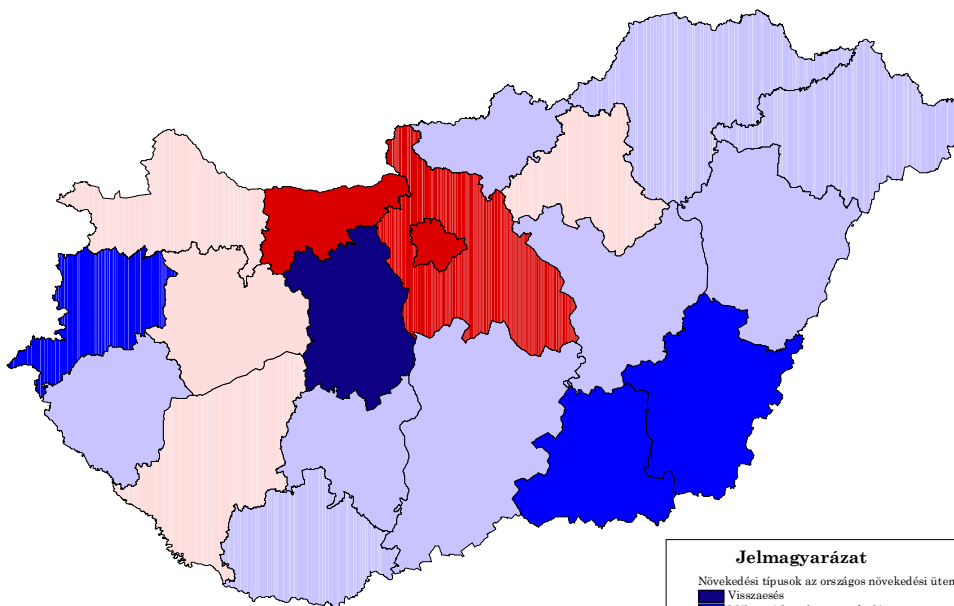 Jelmagyarázat
Növekedési típusok az országos növekedési üten
Visszaesés